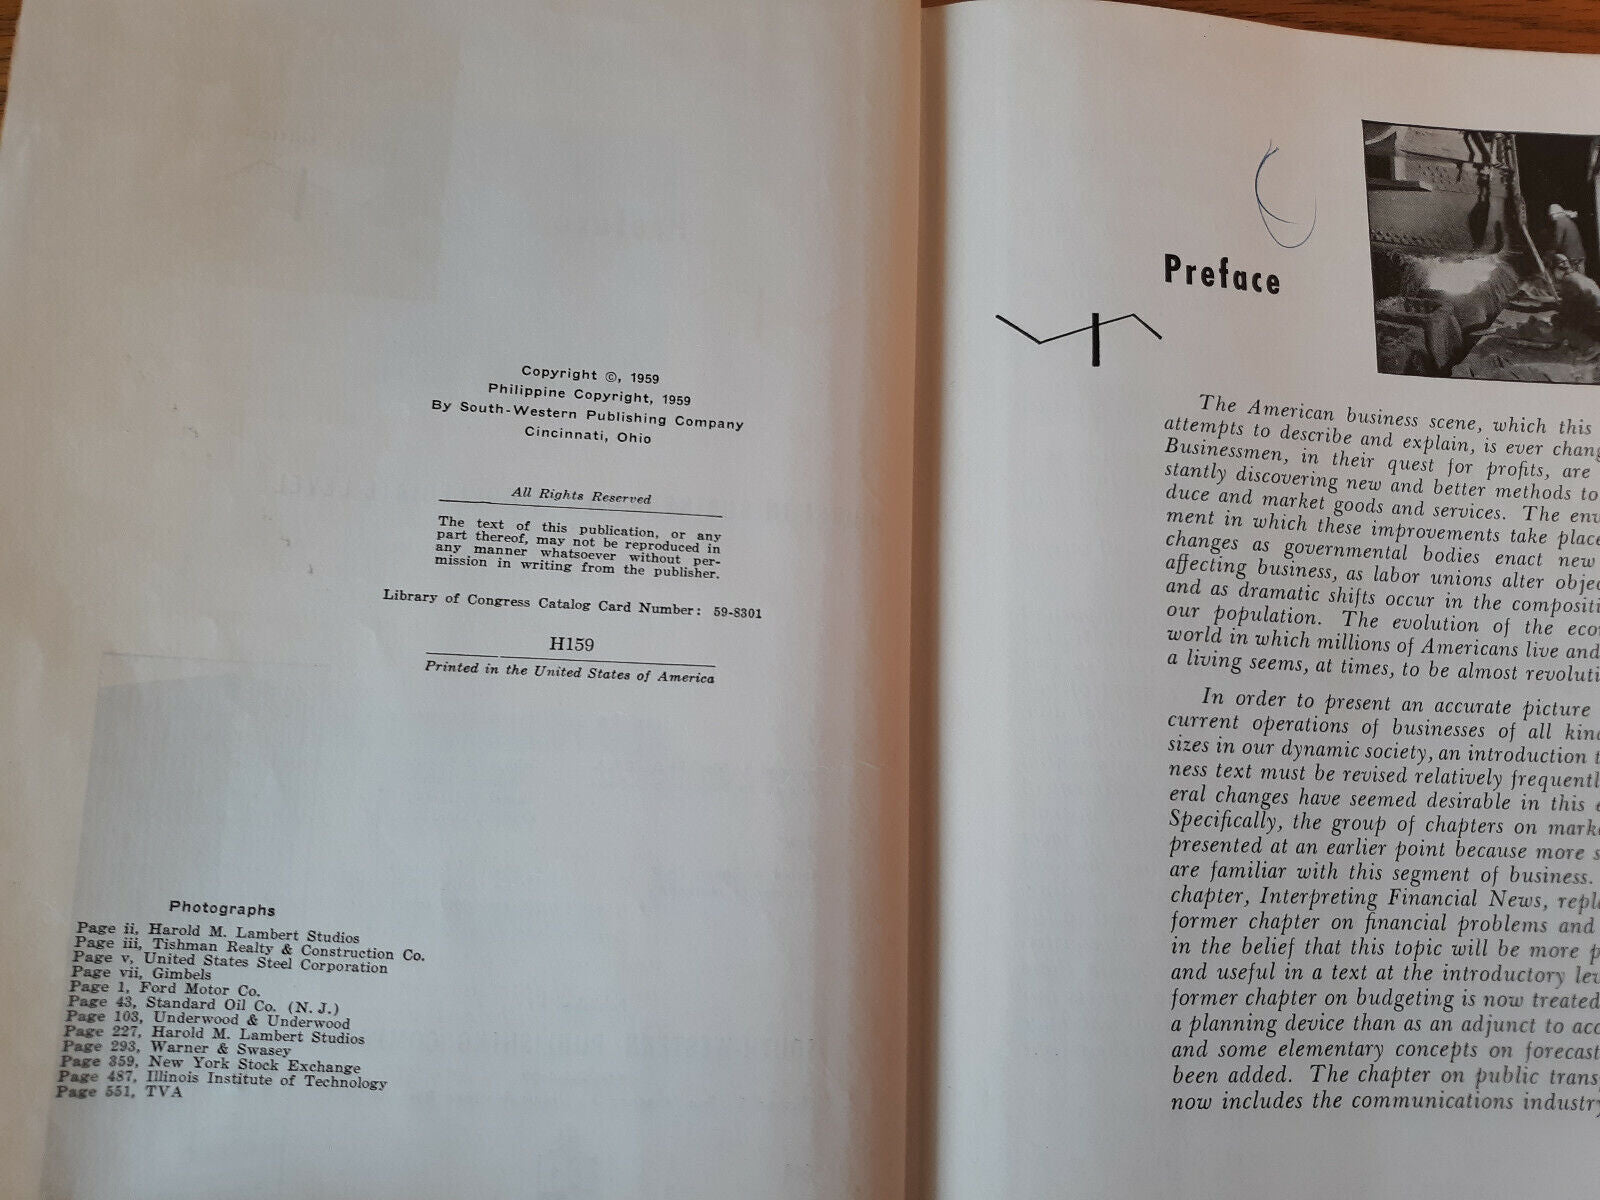 Copyright ©, 1959
Philippine Copyright, 1959
By South-Western Publishing Company
Cincinnati, Ohio
All Rights Reserved
The text of this publication, or any
part thereof, may not be reproduced in
any manner whatsoever without per-
mission in writing from the publisher.
Library of Congress Catalog Card Number: 59-8301
H159
Printed in the United States of America
Photographs
Page ii, Harold M. Lambert Studios
Page iii, Tishman Realty & Construction Co.
Page v, United States Steel Corporation
Page vii, Gimbels
Page 1, Ford Motor Co.
Page 43, Standard Oil Co. (N. J.)
Page 103, Underwood & Underwood
Page 227, Harold M. Lambert Studios
Page 293, Warner & Swasey
Page 359, New York Stock Exchange
Page 487, Illinois Institute of Technology
Page 551, TVA
Preface
The American business scene, which this
attempts to describe and explain, is ever chang
Businessmen, in their quest for profits, are
stantly discovering new and better methods to
duce and market goods and services. The env
ment in which these improvements take place
changes as governmental bodies enact new
affecting business, as labor unions alter objec
and as dramatic shifts occur in the compositi
our population. The evolution of the eco
world in which millions of Americans live and
a living seems, at times, to be almost revoluti
In order to present an accurate picture
current operations of businesses of all kin
sizes in our dynamic society, an introduction t
ness text must be revised relatively frequentl
eral changes have seemed desirable in this e
Specifically, the group of chapters on mark
presented at an earlier point because more s
are familiar with this segment of business.
chapter, Interpreting Financial News, repl
former chapter on financial problems and
in the belief that this topic will be more p
and useful in a text at the introductory lev
former chapter on budgeting is now treated
a planning device than as an adjunct to acc
and some elementary concepts on forecast
been added. The chapter on public trans
now includes the communications industry